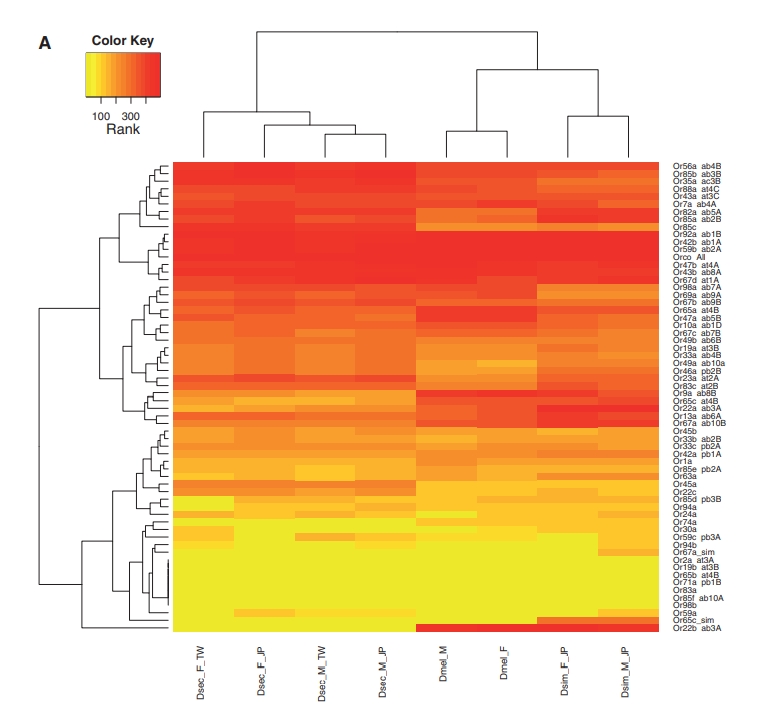 A
Color Key
100 300
Rank
Or56a ab4B
Or85b ab3B
Or35a ac3B
Or88a at4C
Or43a at3C
Or7a ab4A
Or82a ab5A
Or85a ab2B
Or85c
Or92a ab1B
Or42b ab1A
Or59b ab2A
Orco All
Or47b at4A
Or43b ab8A
Or67d at1A
Or98a ab7A
Or69a ab9A
Or67b ab9B
Or65a at4B
Or47a ab5B
Or10a ab1D
Or67c ab7B
Or49b ab6B
Or19a at3B
Or33a ab4B
Or49a ab10a
Or46a pb2B
Or23a at2A
Or83c at2B
Or9a ab8B
Or65c at4B
Or22a ab3A
Or13a ab6A
Or67a ab10B
Or45b
Or33b ab2B
Or33c pb2A
Or42a pb1A
Or1a
Or85e pb2A
Or63a
Or45a
Or22c
Or85d pb3B
Or94a
Or24a
Or74a
Or30a
Or59c pb3A
Or94b
Or67a_sim
Or2a at3A
Or19b at3B
Or65b at4B
Or71a pb1B
Or83a
Or85f ab10A
Or98b
Or59a
Or65c_sim
Or22b ab3A
Dsec_F_TW
Dsec_IF_JP
Dsec_MI_TW
Dsec_M_JP
Dmel_M
Dmel_F
Dsim_IF_JP
Dsim_M_JP